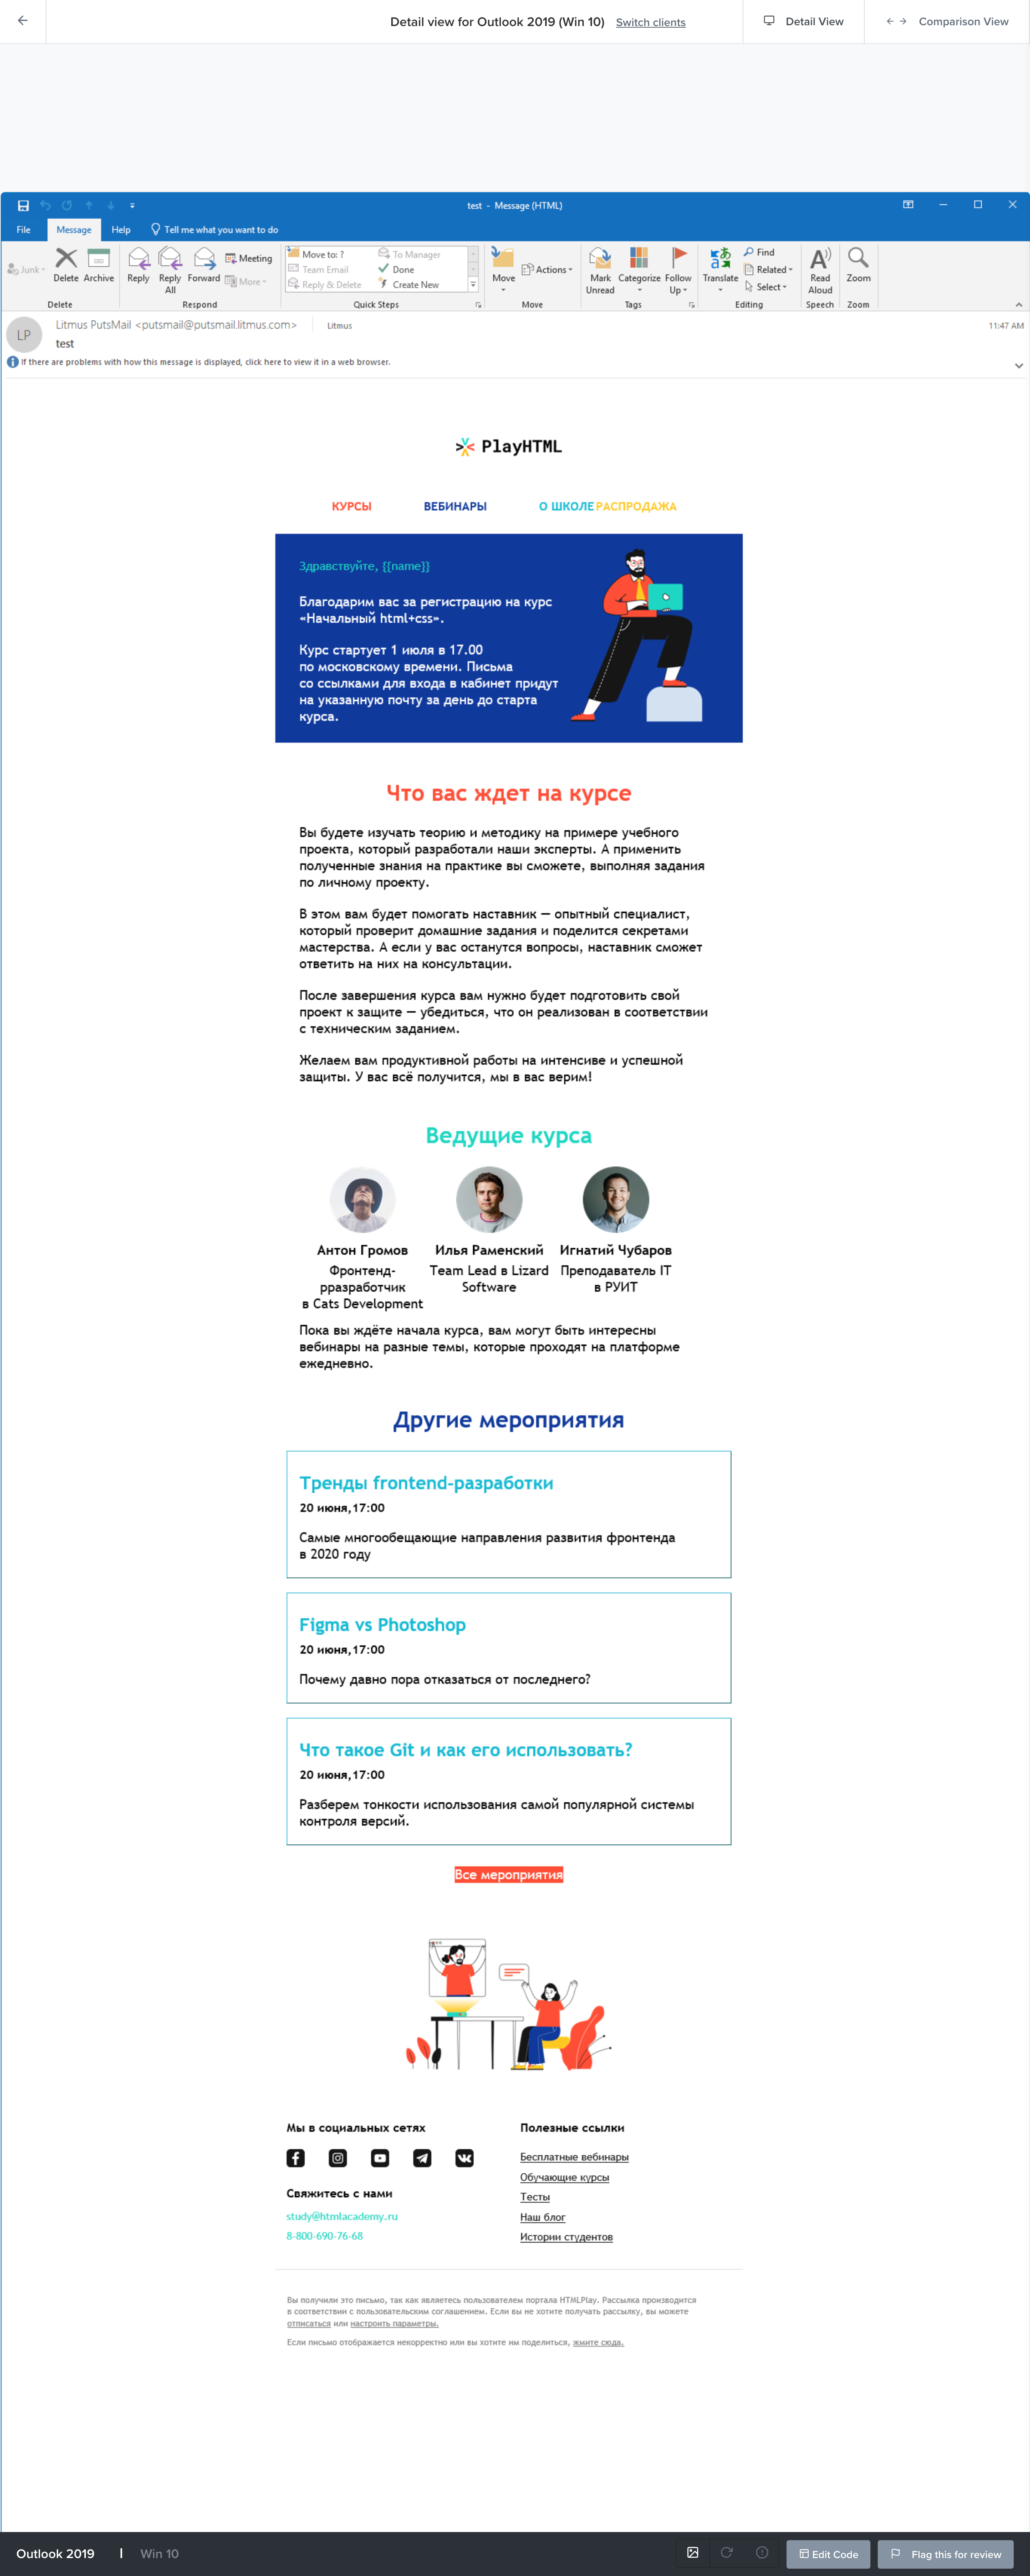 Detail view for Outlook 2019 (Win 10) Switch clients Detail View Comparison View
test - Message (HTML)
File Message Help Tell me what you want to do
Junk Delete Archive Reply Reply All Forward Meeting More
Move to: ? To Manager
Team Email Done
Reply & Delete Create New
Move Actions Mark Unread Categorize Follow Up Translate Find Related Select Read Aloud Zoom
Delete Respond Quick Steps Move Tags Editing Speech Zoom
LP
Litmus PutsMail <putsmail@putsmail.litmus.com> Litmus 11:47 AM
test
If there are problems with how this message is displayed, click here to view it in a web browser.
PlayHTML
КУРСЫ ВЕБИНАРЫ О ШКОЛЕ РАСПРОДАЖА
Здравствуйте, {{name}}
Благодарим вас за регистрацию на курс
«Начальный html+css».
Курс стартует 1 июля в 17.00
по московскому времени. Письма
со ссылками для входа в кабинет придут
на указанную почту за день до старта
курса.
Что вас ждет на курсе
Вы будете изучать теорию и методику на примере учебного
проекта, который разработали наши эксперты. А применить
полученные знания на практике вы сможете, выполняя задания
по личному проекту.
В этом вам будет помогать наставник — опытный специалист,
который проверит домашние задания и поделится секретами
мастерства. А если у вас останутся вопросы, наставник сможет
ответить на них на консультации.
После завершения курса вам нужно будет подготовить свой
проект к защите — убедиться, что он реализован в соответствии
с техническим заданием.
Желаем вам продуктивной работы на интенсиве и успешной
защиты. У вас всё получится, мы в вас верим!
Ведущие курса
Антон Громов
Фронтенд-
рразработчик
в Cats Development
Илья Раменский
Team Lead в Lizard
Software
Игнатий Чубаров
Преподаватель IT
в РУИТ
Пока вы ждёте начала курса, вам могут быть интересны
вебинары на разные темы, которые проходят на платформе
ежедневно.
Другие мероприятия
Тренды frontend-разработки
20 июня,17:00
Самые многообещающие направления развития фронтенда
в 2020 году
Figma vs Photoshop
20 июня,17:00
Почему давно пора отказаться от последнего?
Что такое Git и как его использовать?
20 июня,17:00
Разберем тонкости использования самой популярной системы
контроля версий.
Все мероприятия
Мы в социальных сетях
Свяжитесь с нами
study@htmlacademy.ru
8-800-690-76-68
Полезные ссылки
Бесплатные вебинары
Обучающие курсы
Тесты
Наш блог
Истории студентов
Вы получили это письмо, так как являетесь пользователем портала HTMLPlay. Рассылка производится
в соответствии с пользовательским соглашением. Если вы не хотите получать рассылку, вы можете
отписаться или настроить параметры.
Если письмо отображается некорректно или вы хотите им поделиться, жмите сюда.
Outlook 2019 | Win 10 Edit Code Flag this for review